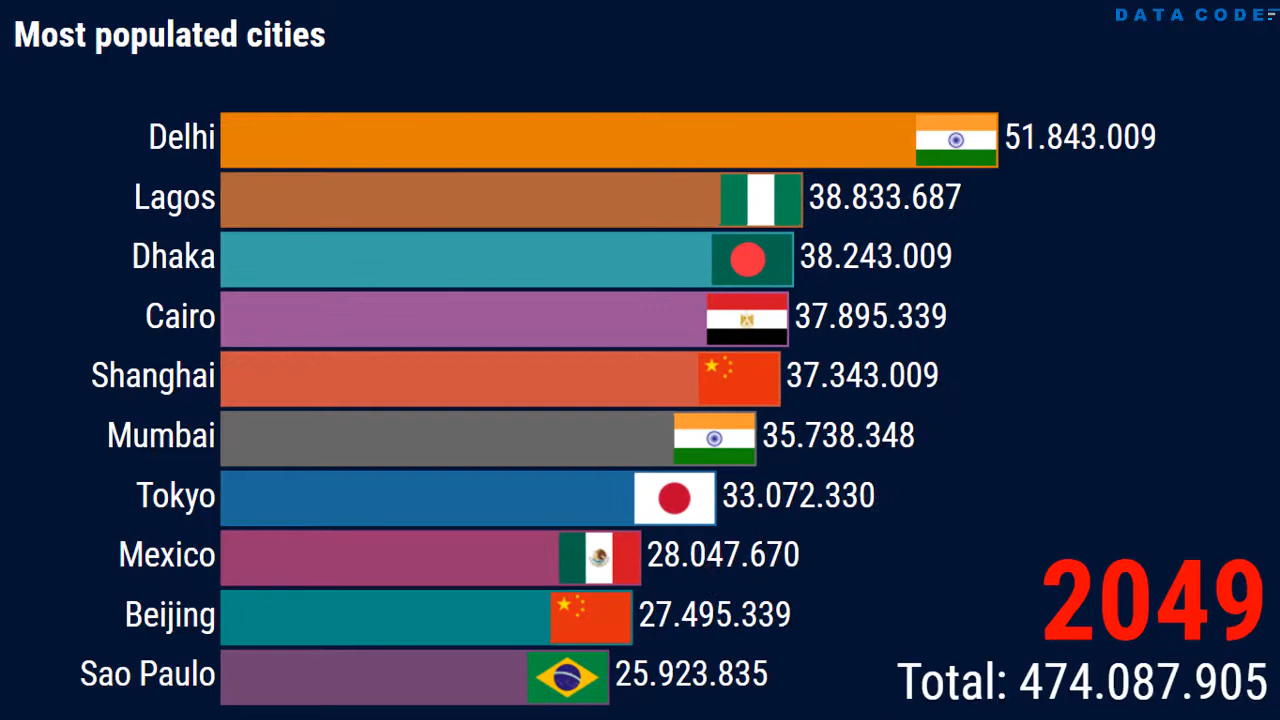 DATA CODE
Most populated cities
Delhi 51.843.009
Lagos 38.833.687
Dhaka 38.243.009
Cairo 37.895.339
Shanghai 37.343.009
Mumbai 35.738.348
Tokyo 33.072.330
Mexico 28.047.670
Beijing 27.495.339
Sao Paulo 25.923.835
2049
Total: 474.087.905